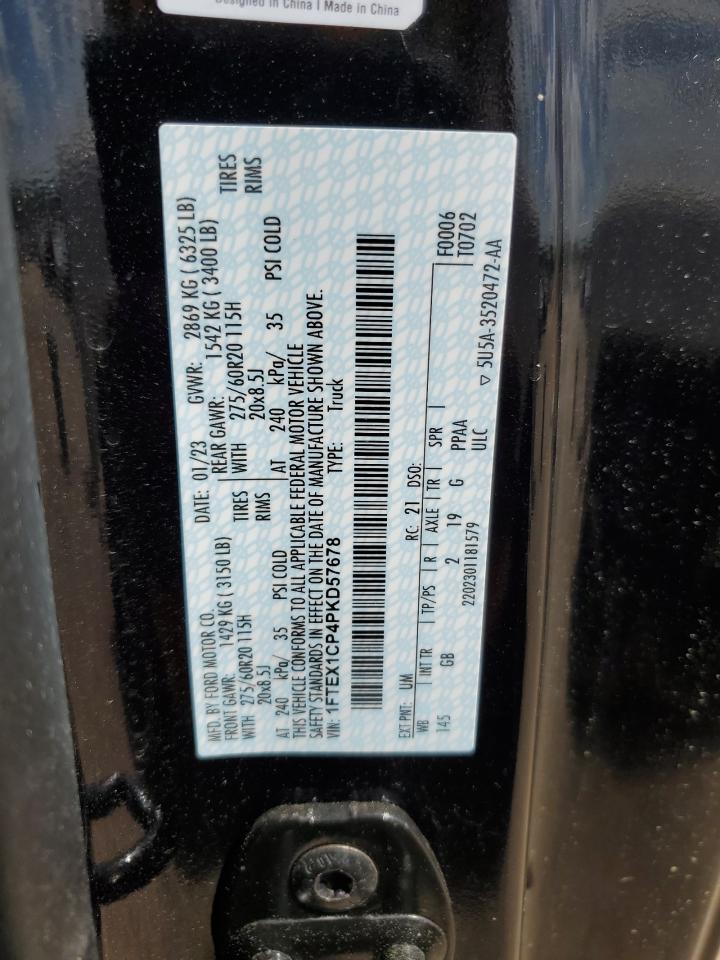 Designed in China | Made in China
MFD. BY FORD MOTOR CO. DATE: 01/23 GVWR: 2869 KG ( 6325 LB)
FRONT GAWR: 1429 KG ( 3150 LB) REAR GAWR: 1542 KG ( 3400 LB)
WITH 275/60R20 115H TIRES WITH 275/60R20 115H TIRES
20x8.5J RIMS 20x8.5J RIMS
AT 240 kPa/ 35 PSI COLD AT 240 kPa/ 35 PSI COLD
THIS VEHICLE CONFORMS TO ALL APPLICABLE FEDERAL MOTOR VEHICLE
SAFETY STANDARDS IN EFFECT ON THE DATE OF MANUFACTURE SHOWN ABOVE.
VIN: 1FTEX1CP4PKD57678 TYPE: Truck
EXT PNT: UM RC: 21 DSO: F0006
WB INT TR TP/PS R AXLE TR SPR T0702
145 GB 2 19 G PPAA
2202301181579 ULC ▽ 5U5A-3520472-AA